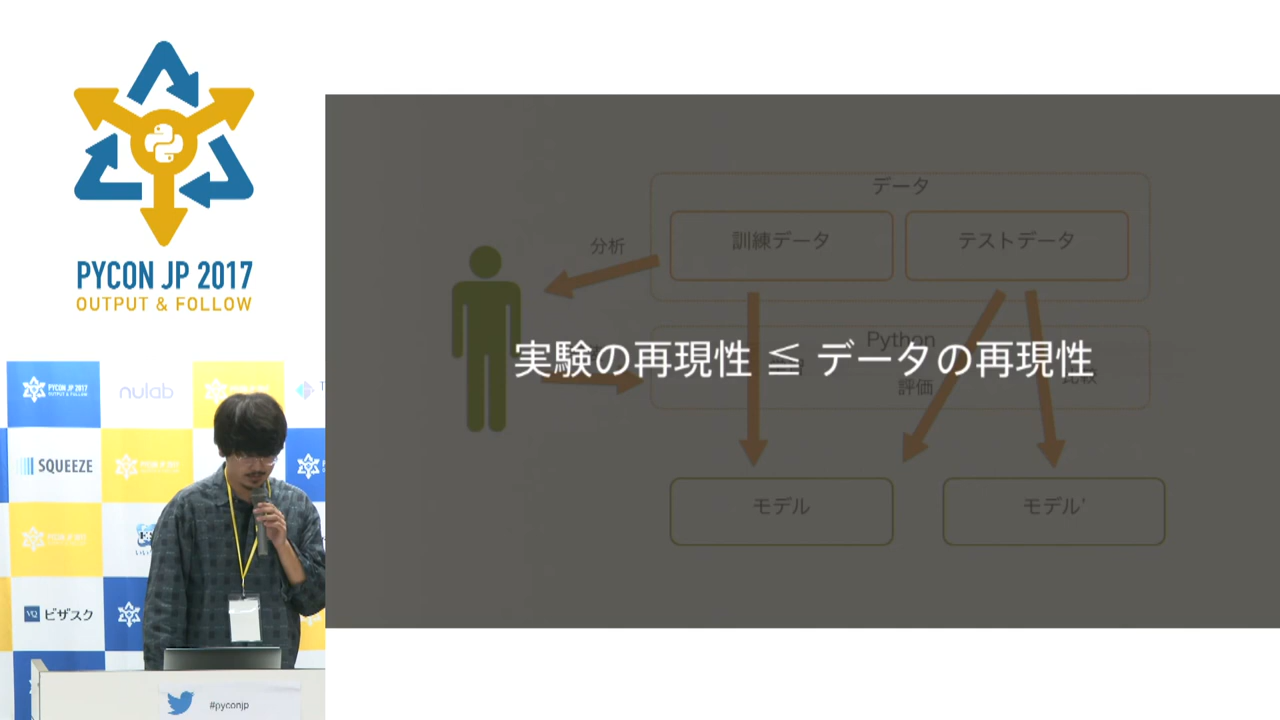 PYCON JP 2017
OUTPUT & FOLLOW
PYCON JP 2017
OUTPUT & FOLLOW
nulab
SQUEEZE
ビザスク
#pyconjp
データ
訓練データ
テストデータ
分析
Python
実験の再現性 ≦ データの再現性
評価
比較
モデル
モデル'